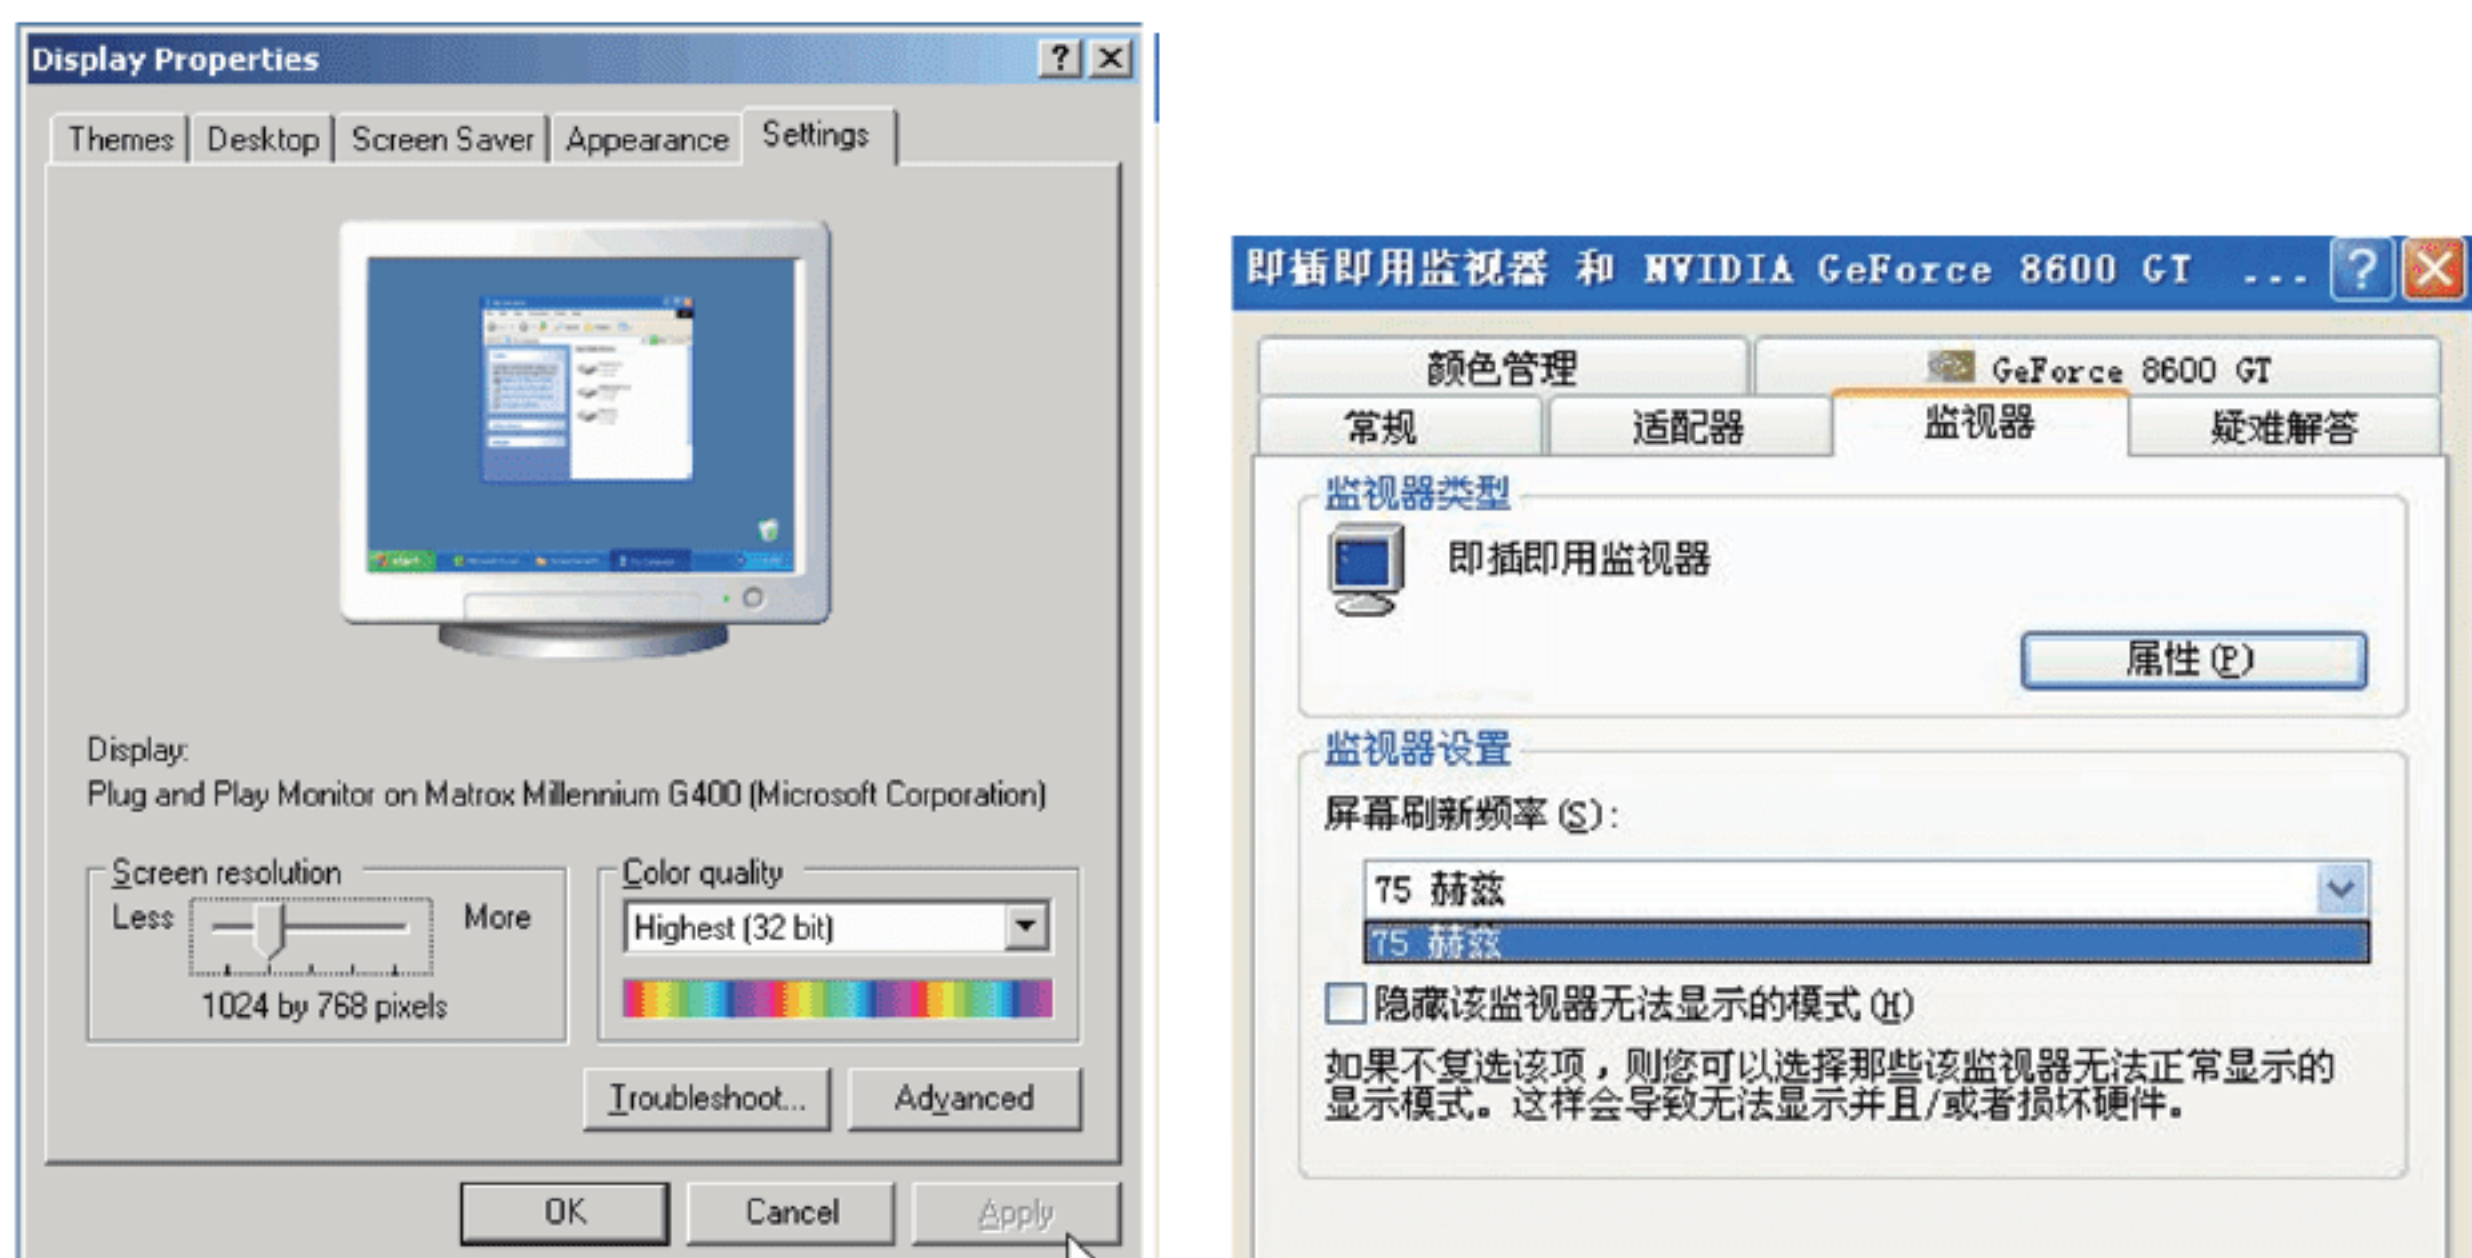 Display Properties
Themes
Desktop
Screen Saver
Appearance
Settings
Display:
Plug and Play Monitor on Matrox Millennium G400 (Microsoft Corporation)
Screen resolution
Less
More
1024 by 768 pixels
Color quality
Highest (32 bit)
Troubleshoot...
Advanced
OK
Cancel
Apply
即插即用监视器 和 NVIDIA GeForce 8600 GT ...
颜色管理
GeForce 8600 GT
常规
适配器
监视器
疑难解答
监视器类型
即插即用监视器
属性(P)
监视器设置
屏幕刷新频率(S):
75 赫兹
75 赫兹
隐藏该监视器无法显示的模式(H)
如果不复选该项，则您可以选择那些该监视器无法正常显示的
显示模式。这样会导致无法显示并且/或者损坏硬件。